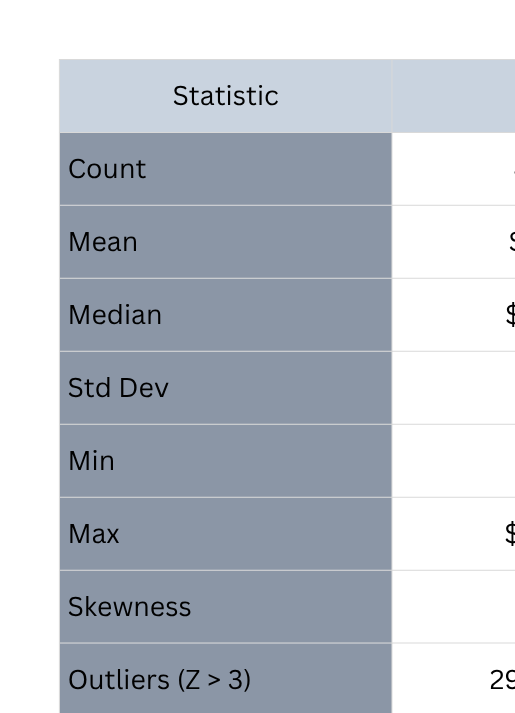 Statistic
Count
Mean
Median
$
Std Dev
Min
Max
$
Skewness
Outliers (Z > 3)